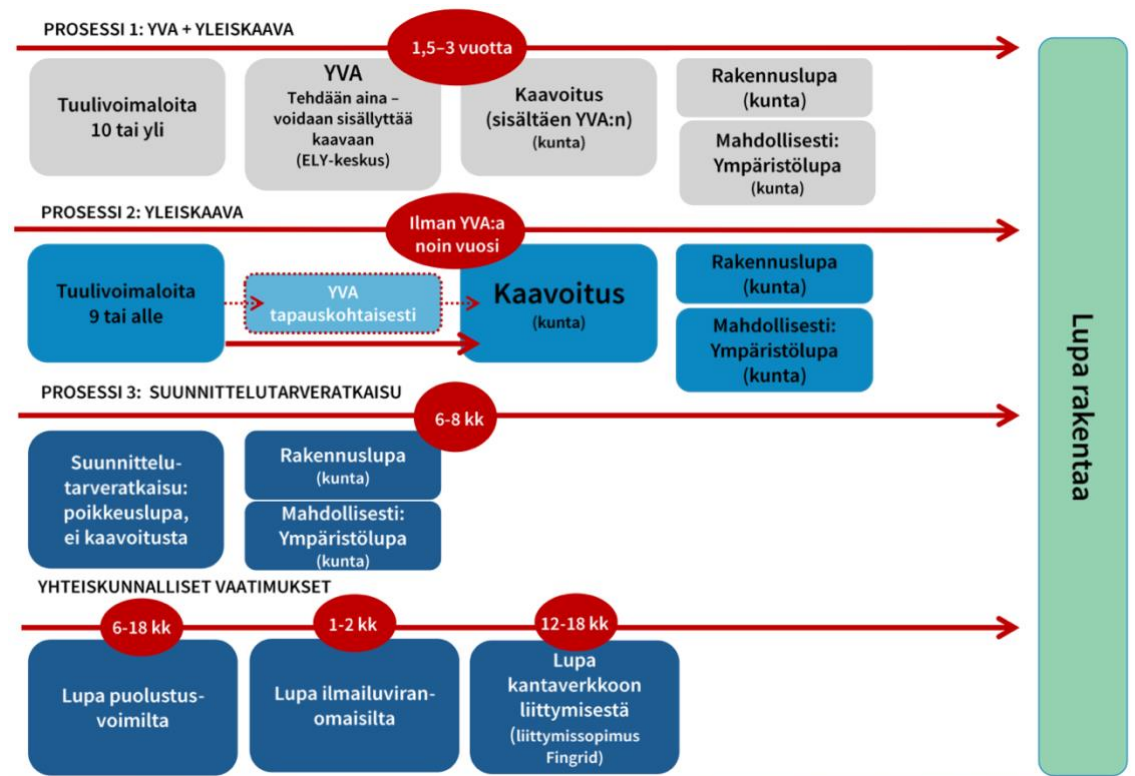 PROSESSI 1: YVA + YLEISKAAVA
1,5–3 vuotta
Tuulivoimaloita
10 tai yli
YVA
Tehdään aina –
voidaan sisällyttää
kaavaan
(ELY-keskus)
Kaavoitus
(sisältäen YVA:n)
(kunta)
Rakennuslupa
(kunta)
Mahdollisesti:
Ympäristölupa
(kunta)
PROSESSI 2: YLEISKAAVA
Ilman YVA:a
noin vuosi
Tuulivoimaloita
9 tai alle
YVA
tapauskohtaisesti
Kaavoitus
(kunta)
Rakennuslupa
(kunta)
Mahdollisesti:
Ympäristölupa
(kunta)
PROSESSI 3: SUUNNITTELUTARVERATKAISU
6-8 kk
Suunnittelu-
tarveratkaisu:
poikkeuslupa,
ei kaavoitusta
Rakennuslupa
(kunta)
Mahdollisesti:
Ympäristölupa
(kunta)
YHTEISKUNNALLISET VAATIMUKSET
6-18 kk
1-2 kk
12-18 kk
Lupa puolustus-
voimilta
Lupa ilmailuviran-
omaisilta
Lupa
kantaverkkoon
liittymisestä
(liittymissopimus
Fingrid)
Lupa rakentaa